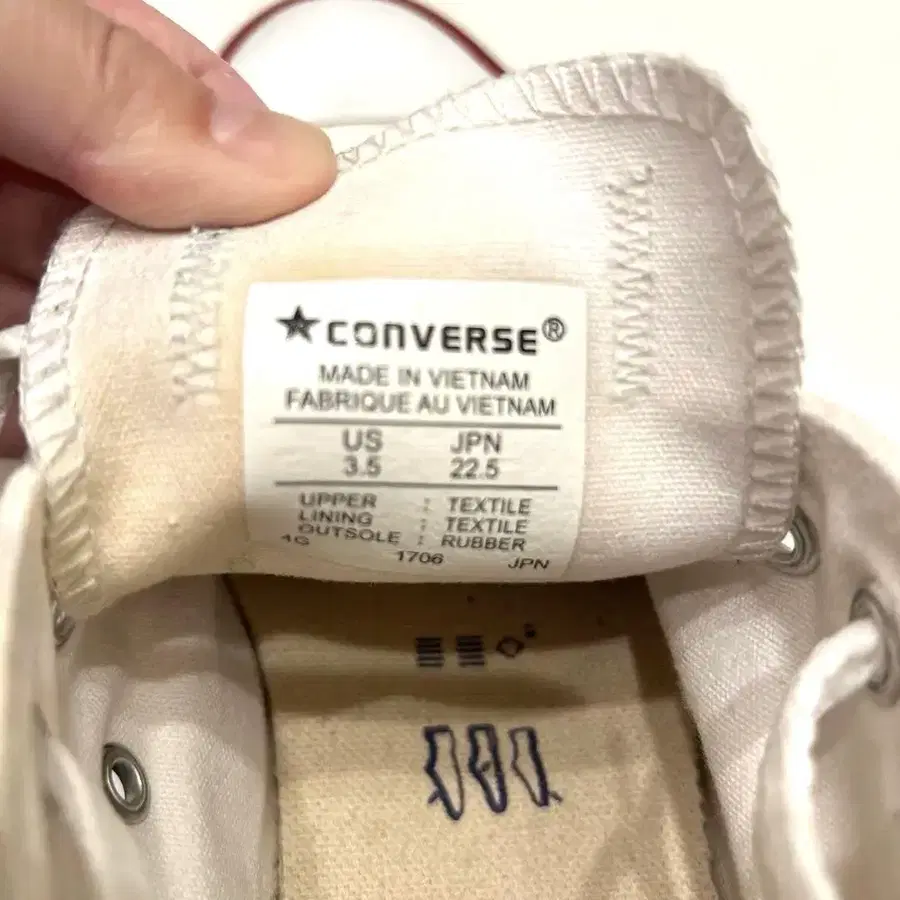 ★CONVERSE®
MADE IN VIETNAM
FABRIQUE AU VIETNAM
US JPN
3.5 22.5
UPPER : TEXTILE
LINING : TEXTILE
OUTSOLE : RUBBER
4G 1706 JPN